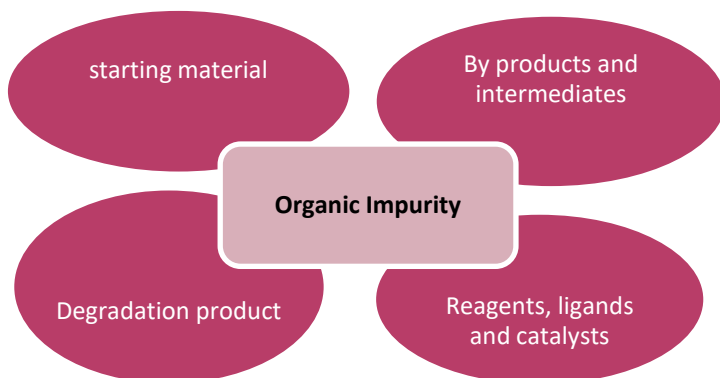 starting material
By products and
intermediates
Organic Impurity
Degradation product
Reagents, ligands
and catalysts